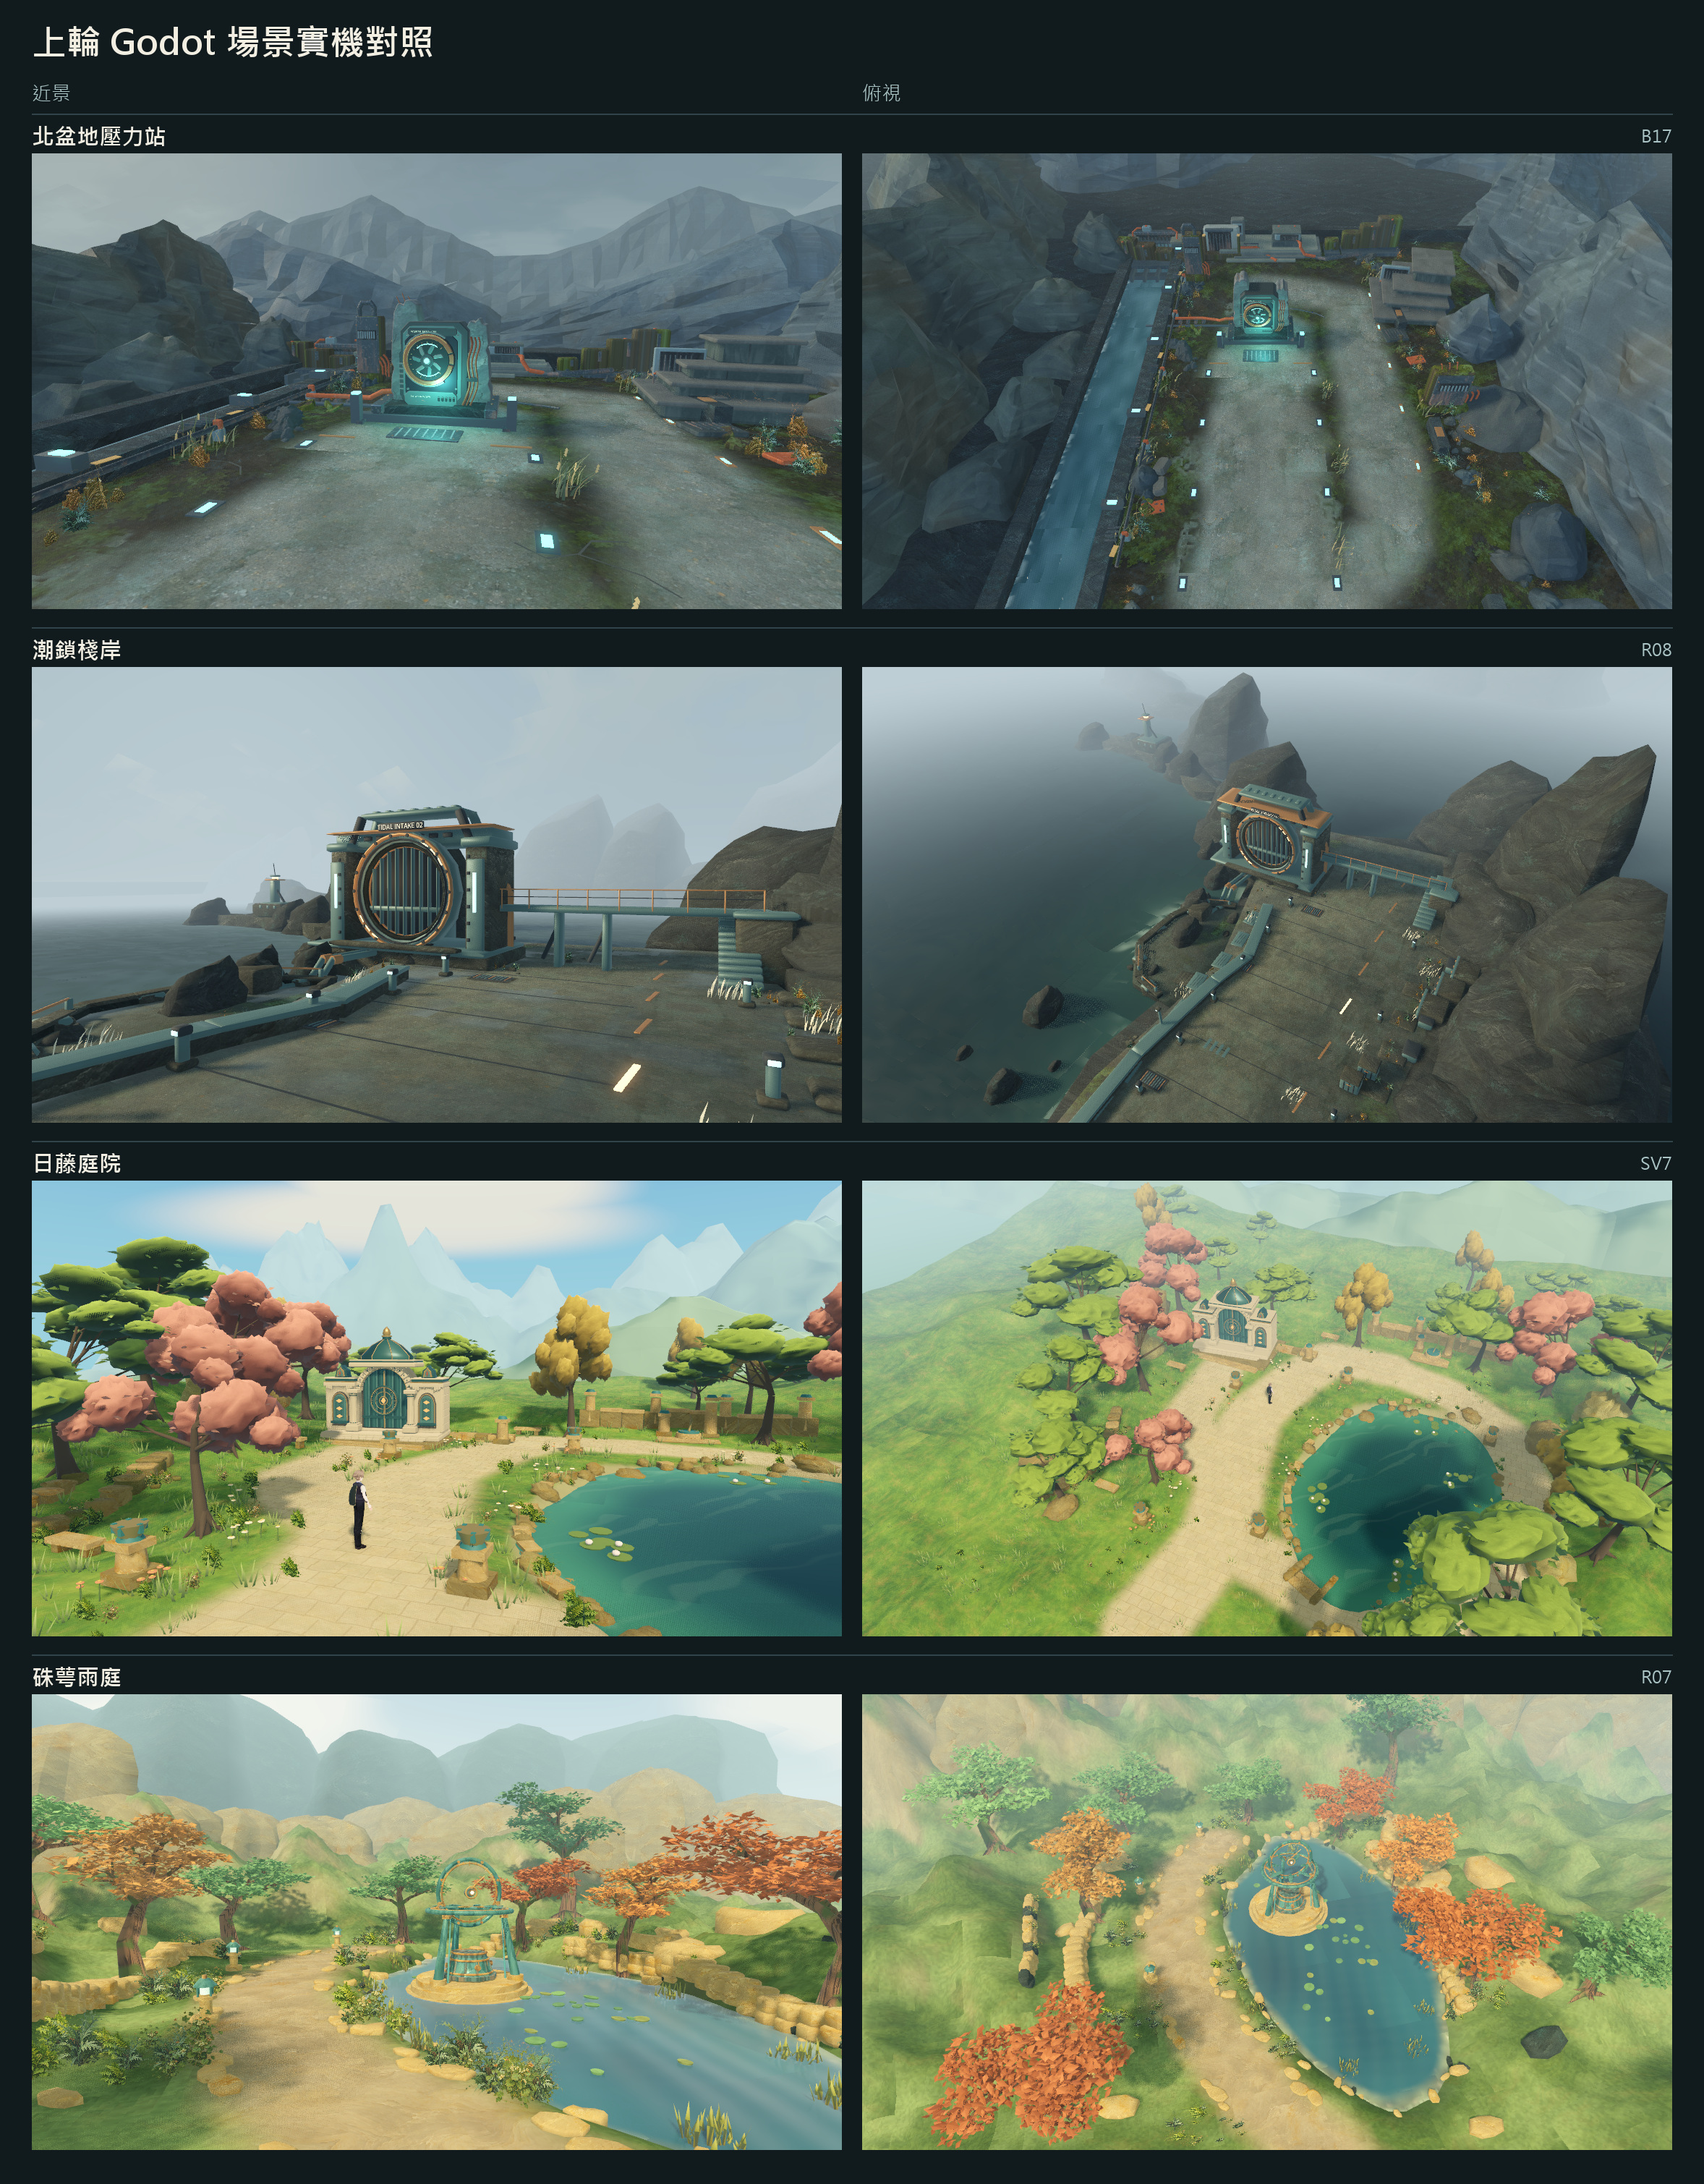 上輪 Godot 場景實機對照
近景
俯視
北盆地壓力站
B17
潮鎖棧岸
R08
TIDAL INTAKE 02
日藤庭院
SV7
硃萼雨庭
R07